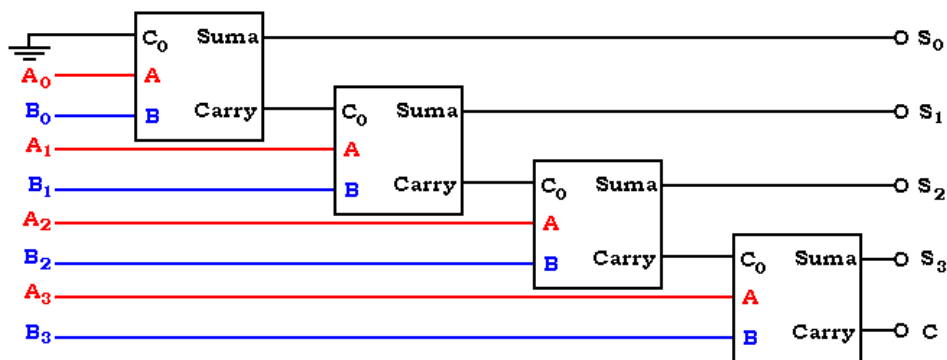 C0 Suma S0
A0 A
B0 B Carry C0 Suma S1
A1 A
B1 B Carry C0 Suma S2
A2 A
B2 B Carry C0 Suma S3
A3 A
B3 B Carry C